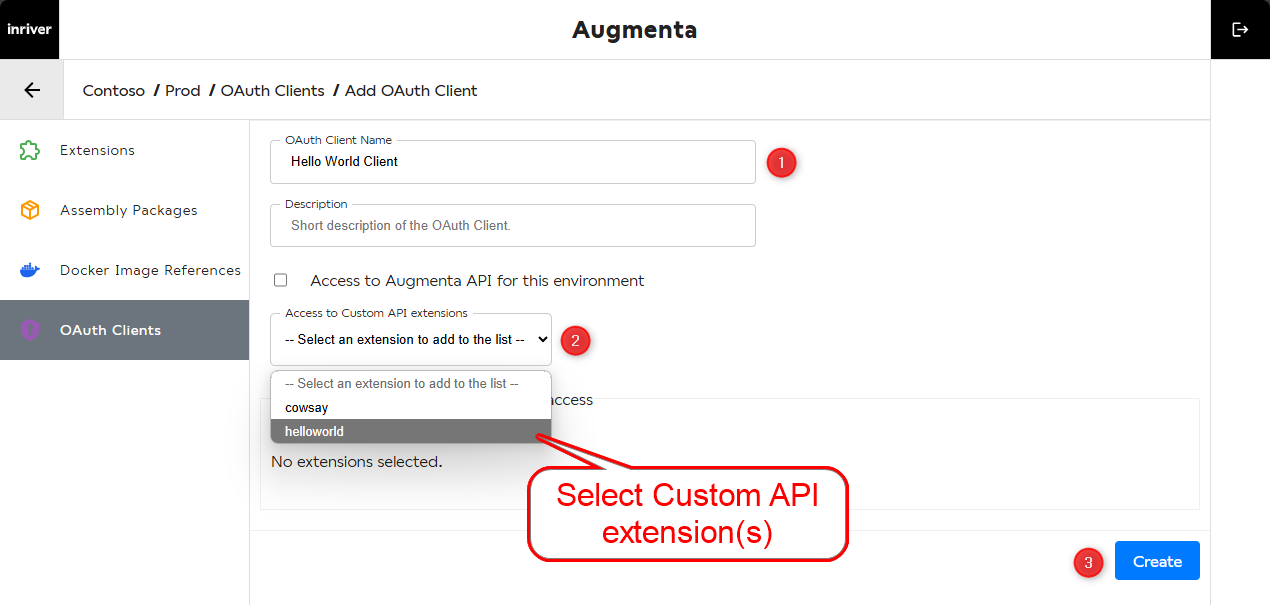 inriver
Augmenta
Contoso / Prod / OAuth Clients / Add OAuth Client
Extensions
Assembly Packages
Docker Image References
OAuth Clients
OAuth Client Name
Hello World Client
1
Description
Short description of the OAuth Client.
Access to Augmenta API for this environment
Access to Custom API extensions
-- Select an extension to add to the list --
2
-- Select an extension to add to the list --
cowsay
helloworld
access
No extensions selected.
Select Custom API
extension(s)
3
Create